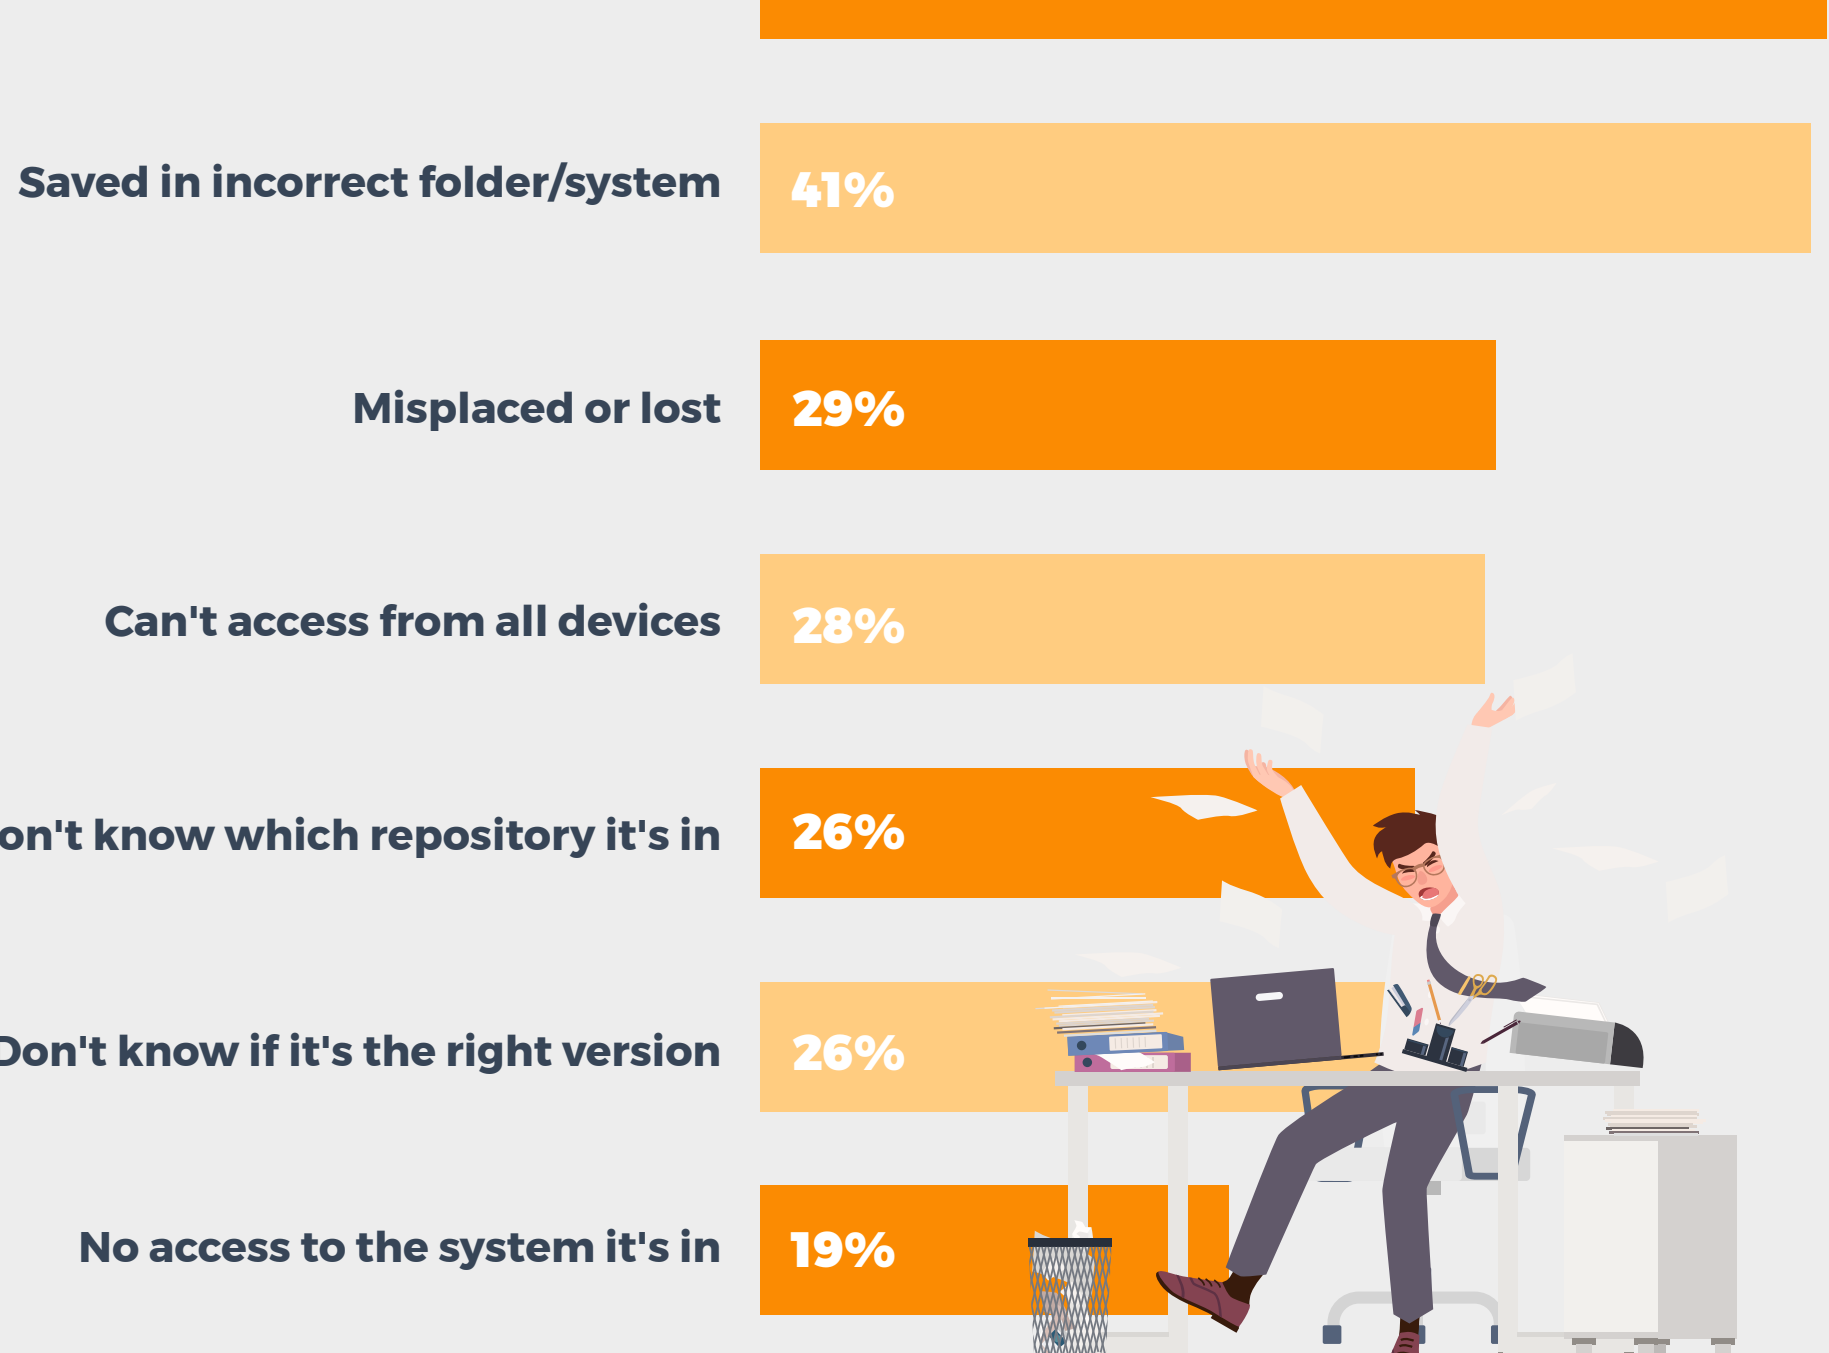 Saved in incorrect folder/system 41%
Misplaced or lost 29%
Can't access from all devices 28%
on't know which repository it's in 26%
Don't know if it's the right version 26%
No access to the system it's in 19%